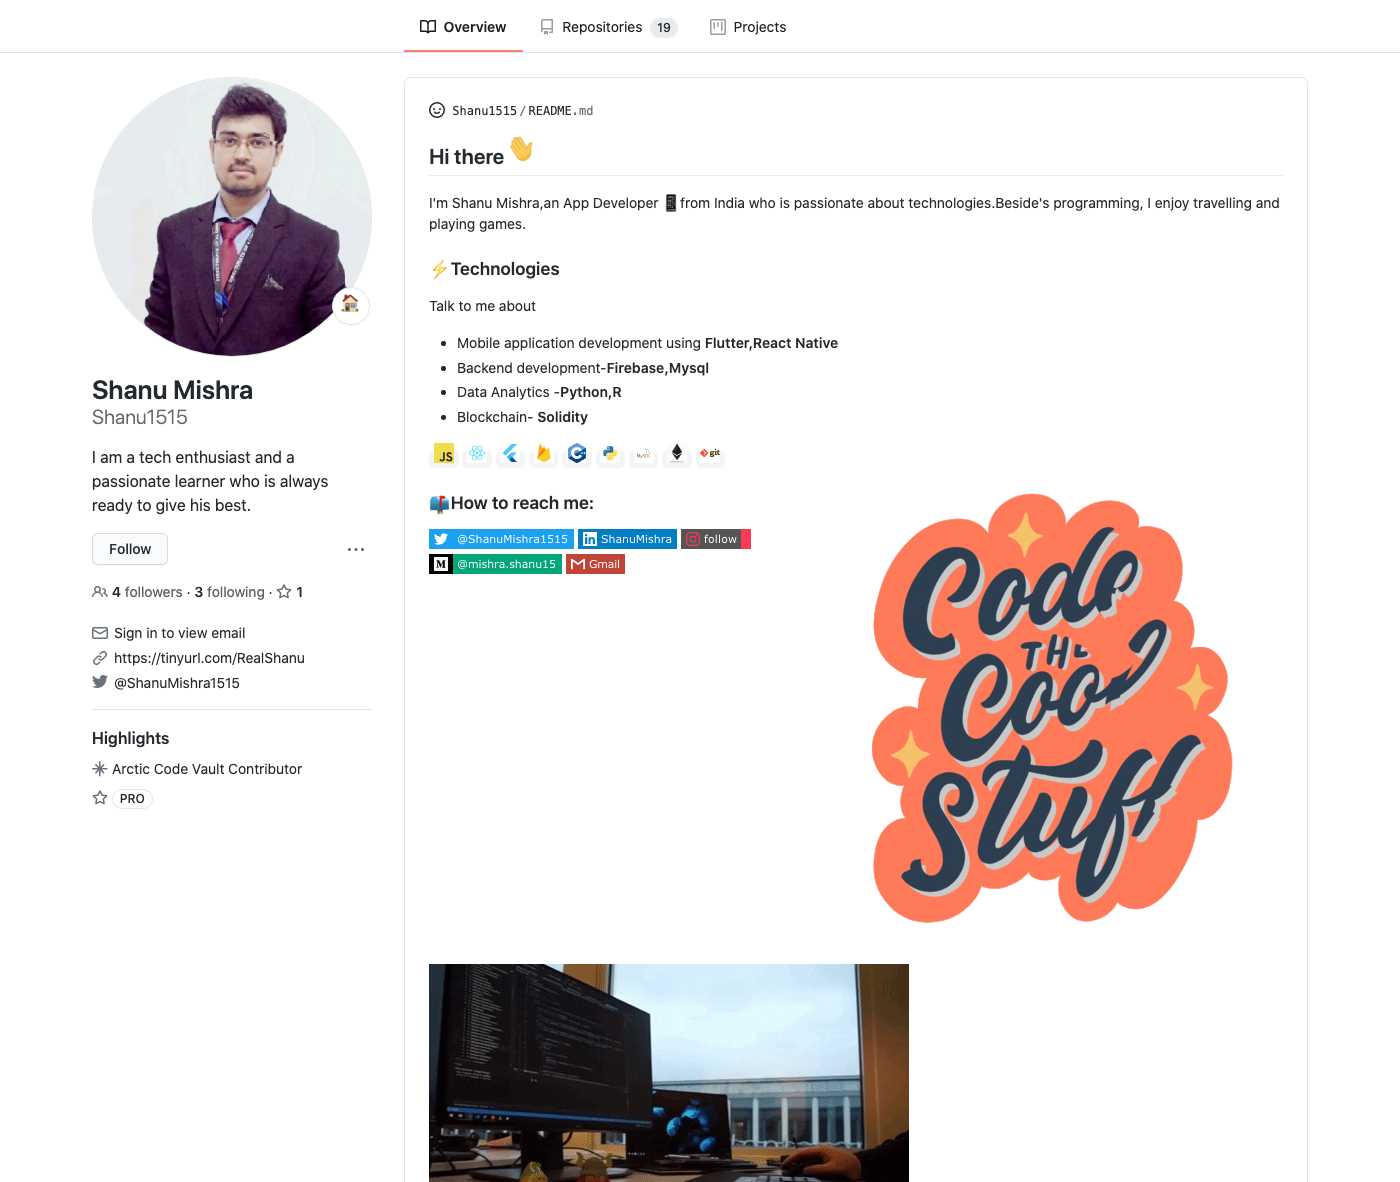 Overview
Repositories 19
Projects
Shanu Mishra
Shanu1515
I am a tech enthusiast and a
passionate learner who is always
ready to give his best.
Follow
4 followers · 3 following · 1
Sign in to view email
https://tinyurl.com/RealShanu
@ShanuMishra1515
Highlights
Arctic Code Vault Contributor
PRO
Shanu1515/README.md
Hi there
I'm Shanu Mishra,an App Developer from India who is passionate about technologies.Beside's programming, I enjoy travelling and
playing games.
Technologies
Talk to me about
Mobile application development using Flutter,React Native
Backend development-Firebase,Mysql
Data Analytics -Python,R
Blockchain- Solidity
JS
git
How to reach me:
@ShanuMishra1515
in ShanuMishra
follow
M @mishra.shanu15
Gmail
Code
THE
Cool
Stuff